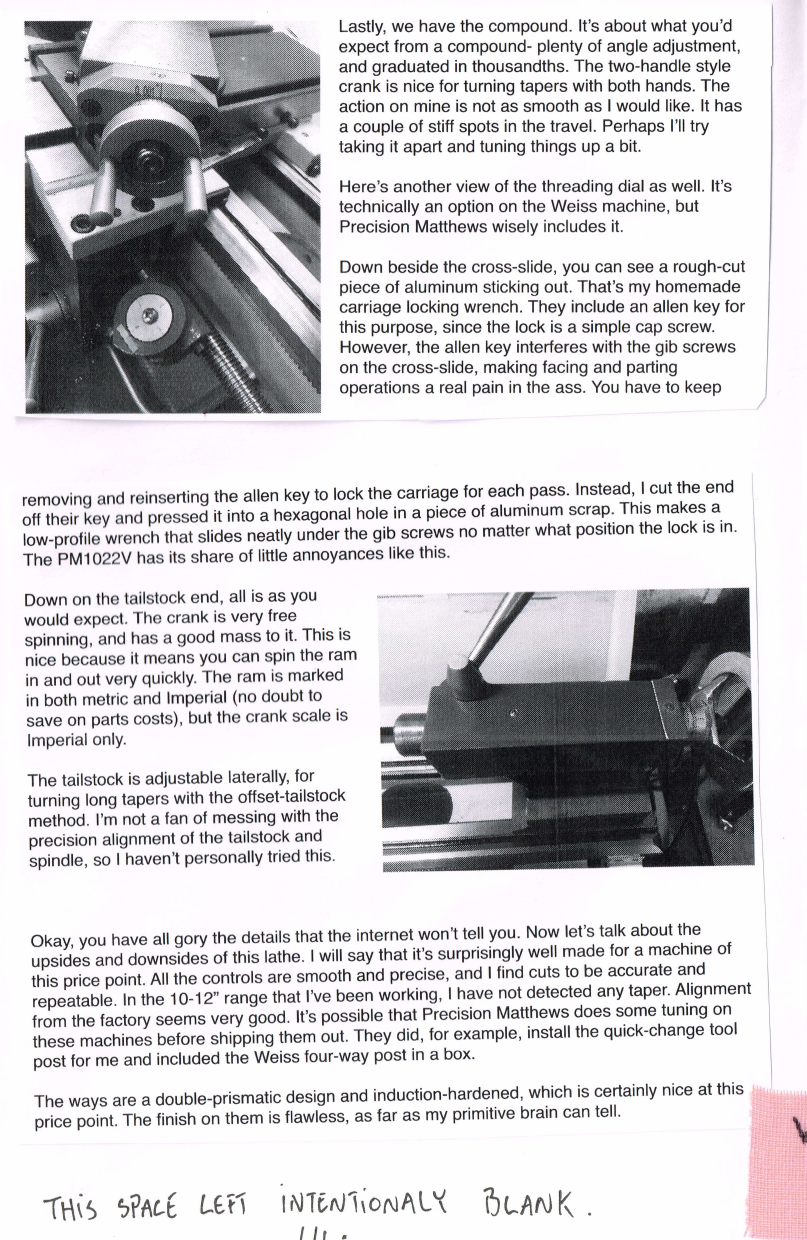 Lastly, we have the compound. It's about what you'd
expect from a compound- plenty of angle adjustment,
and graduated in thousandths. The two-handle style
crank is nice for turning tapers with both hands. The
action on mine is not as smooth as I would like. It has
a couple of stiff spots in the travel. Perhaps I'll try
taking it apart and tuning things up a bit.
Here's another view of the threading dial as well. It's
technically an option on the Weiss machine, but
Precision Matthews wisely includes it.
Down beside the cross-slide, you can see a rough-cut
piece of aluminum sticking out. That's my homemade
carriage locking wrench. They include an allen key for
this purpose, since the lock is a simple cap screw.
However, the allen key interferes with the gib screws
on the cross-slide, making facing and parting
operations a real pain in the ass. You have to keep
removing and reinserting the allen key to lock the carriage for each pass. Instead, I cut the end
off their key and pressed it into a hexagonal hole in a piece of aluminum scrap. This makes a
low-profile wrench that slides neatly under the gib screws no matter what position the lock is in.
The PM1022V has its share of little annoyances like this.
Down on the tailstock end, all is as you
would expect. The crank is very free
spinning, and has a good mass to it. This is
nice because it means you can spin the ram
in and out very quickly. The ram is marked
in both metric and Imperial (no doubt to
save on parts costs), but the crank scale is
Imperial only.
The tailstock is adjustable laterally, for
turning long tapers with the offset-tailstock
method. I'm not a fan of messing with the
precision alignment of the tailstock and
spindle, so I haven't personally tried this.
Okay, you have all gory the details that the internet won't tell you. Now let's talk about the
upsides and downsides of this lathe. I will say that it's surprisingly well made for a machine of
this price point. All the controls are smooth and precise, and I find cuts to be accurate and
repeatable. In the 10-12" range that I've been working, I have not detected any taper. Alignment
from the factory seems very good. It's possible that Precision Matthews does some tuning on
these machines before shipping them out. They did, for example, install the quick-change tool
post for me and included the Weiss four-way post in a box.
The ways are a double-prismatic design and induction-hardened, which is certainly nice at this
price point. The finish on them is flawless, as far as my primitive brain can tell.
THIS SPACE LEFT INTENTIONALY BLANK.